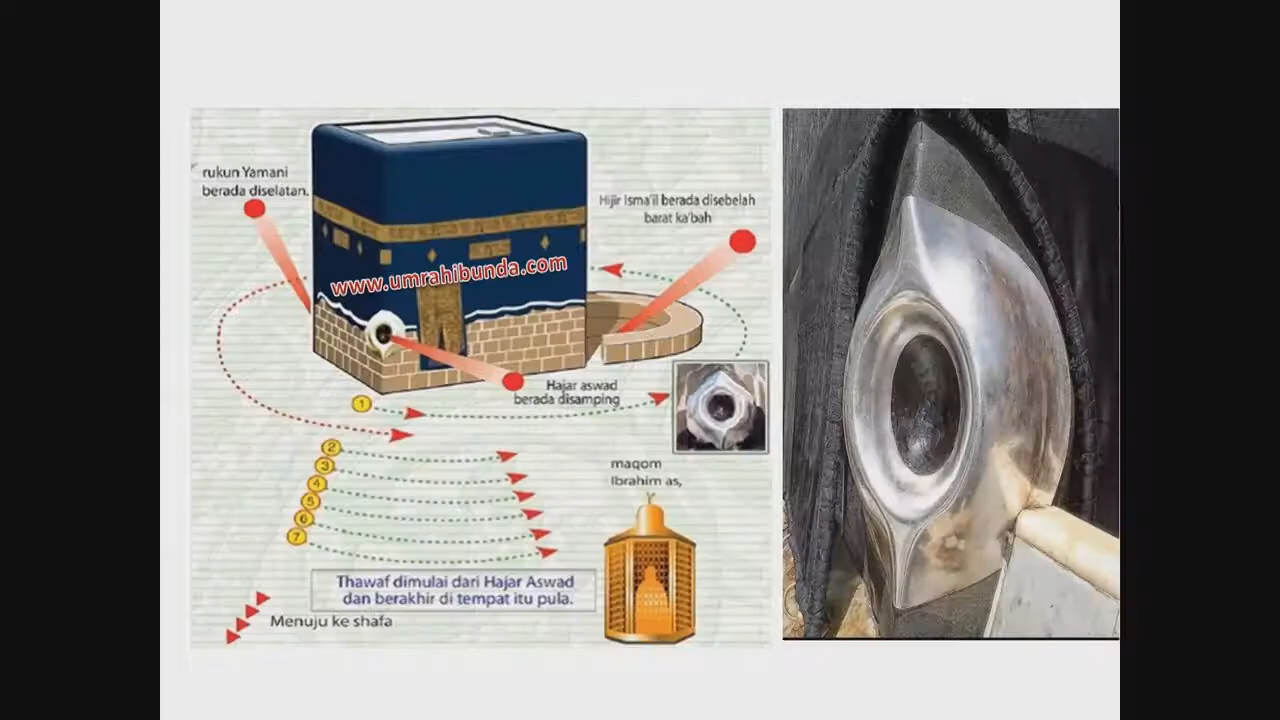 rukun Yamani
berada diselatan.
Hijir Isma'il berada disebelah
barat ka'bah
www.umrahibunda.com
Hajar aswad
berada disamping
1
2
3
4
5
6
7
maqom
Ibrahim as,
Thawaf dimulai dari Hajar Aswad
dan berakhir di tempat itu pula.
Menuju ke shafa